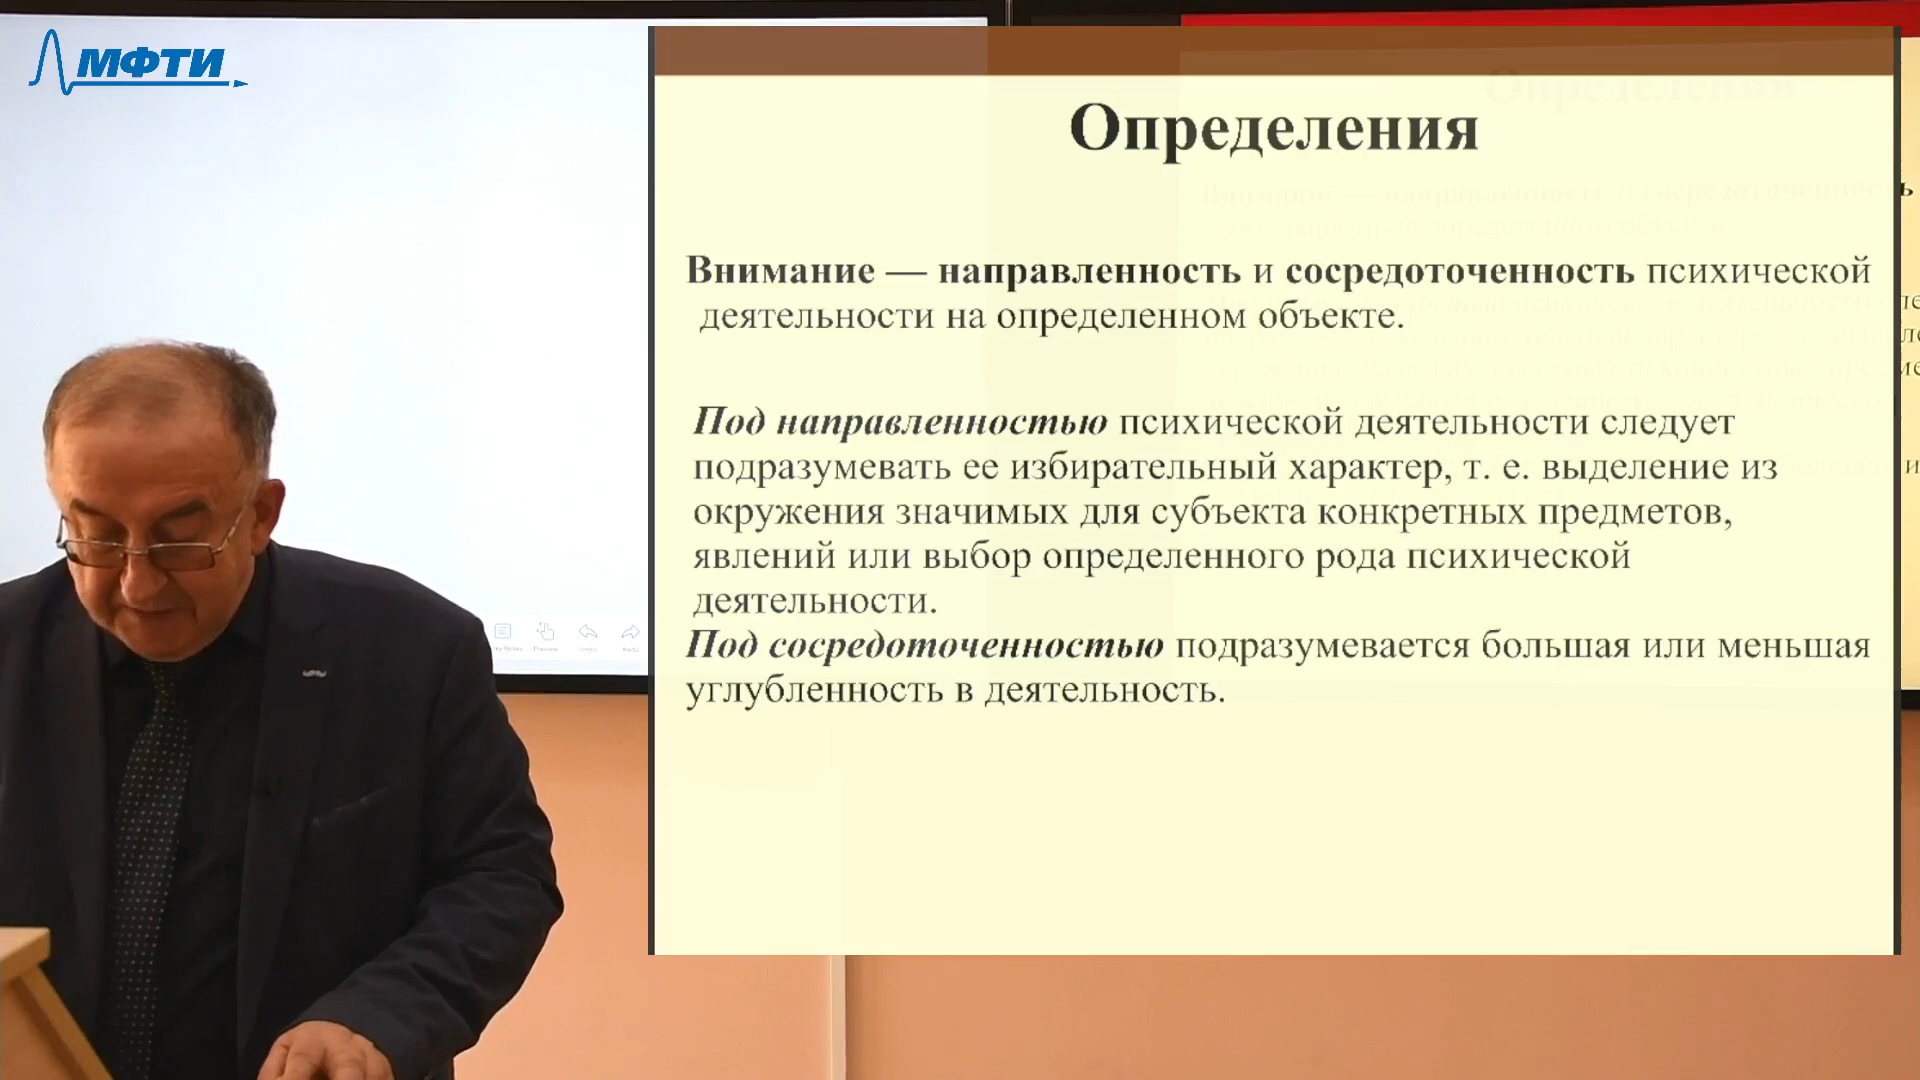 МФТИ
Определения
Внимание — направленность и сосредоточенность психической
деятельности на определенном объекте.
Под направленностью психической деятельности следует
подразумевать ее избирательный характер, т. е. выделение из
окружения значимых для субъекта конкретных предметов,
явлений или выбор определенного рода психической
деятельности.
Под сосредоточенностью подразумевается большая или меньшая
углубленность в деятельность.